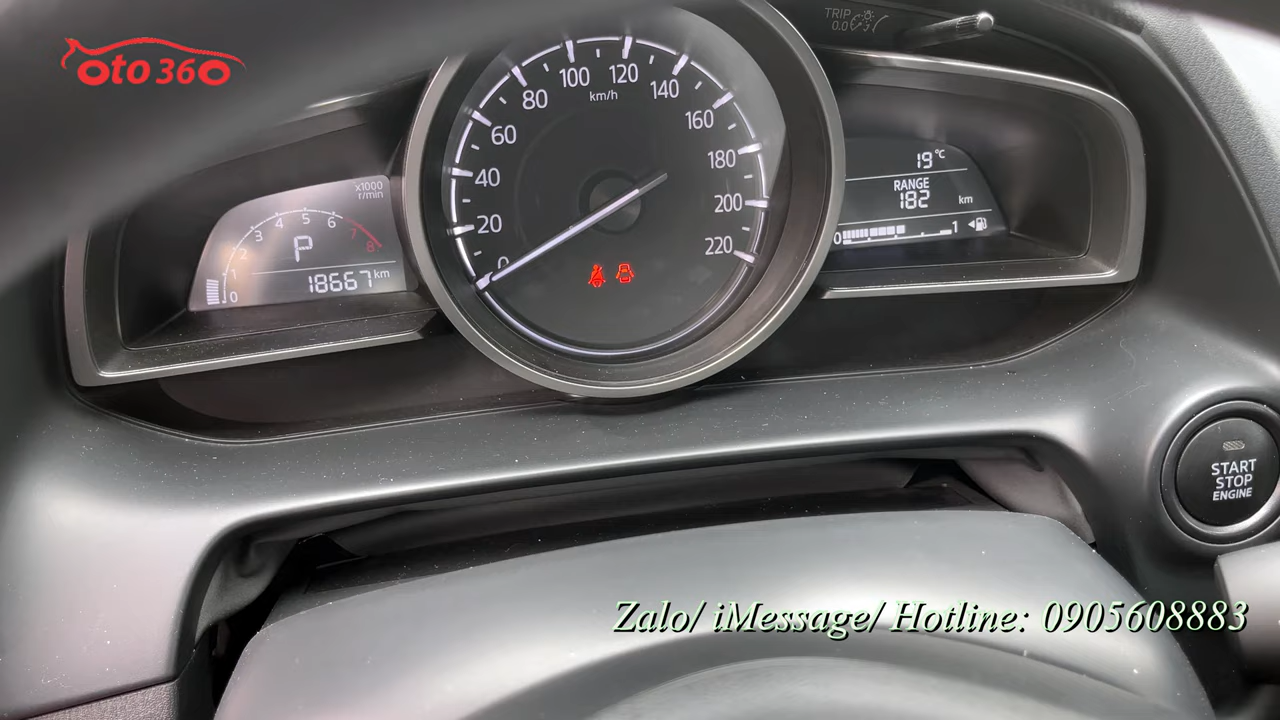 oto 360
TRIP
0.0
100 120
80 140
km/h
60 160
40 180
20 200
0 220
x1000
r/min
0 1 2 3 4 5 6 7 8
P
18667 km
19 °C
RANGE
182 km
0 1
START
STOP
ENGINE
Zalo/ iMessage/ Hotline: 0905608883